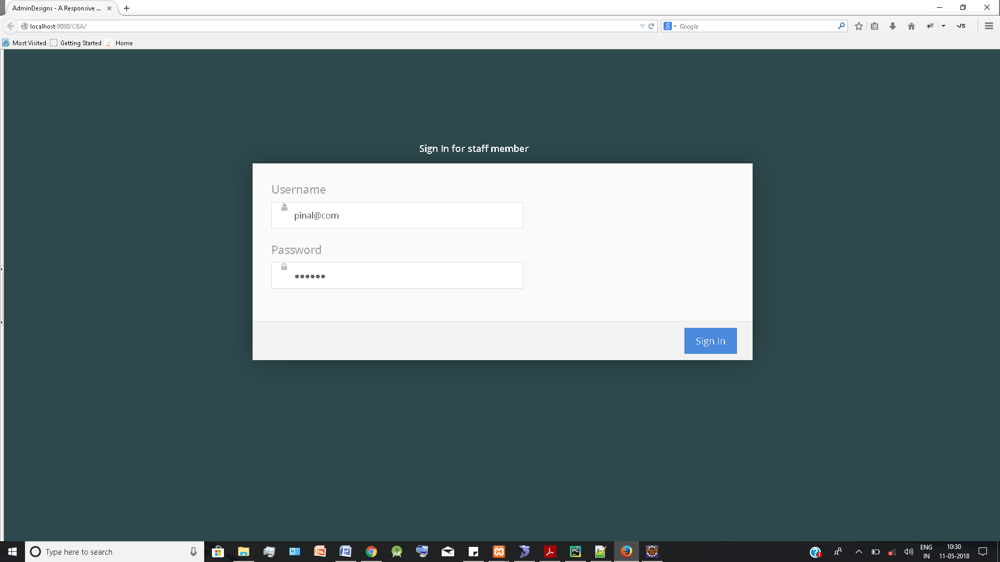 AdminDesigns - A Responsive ...
localhost:9080/CBA/
Google
Most Visited
Getting Started
Home
Sign In for staff member
Username
pinal@com
Password
Sign In
Type here to search
ENG
IN
10:30
11-05-2018